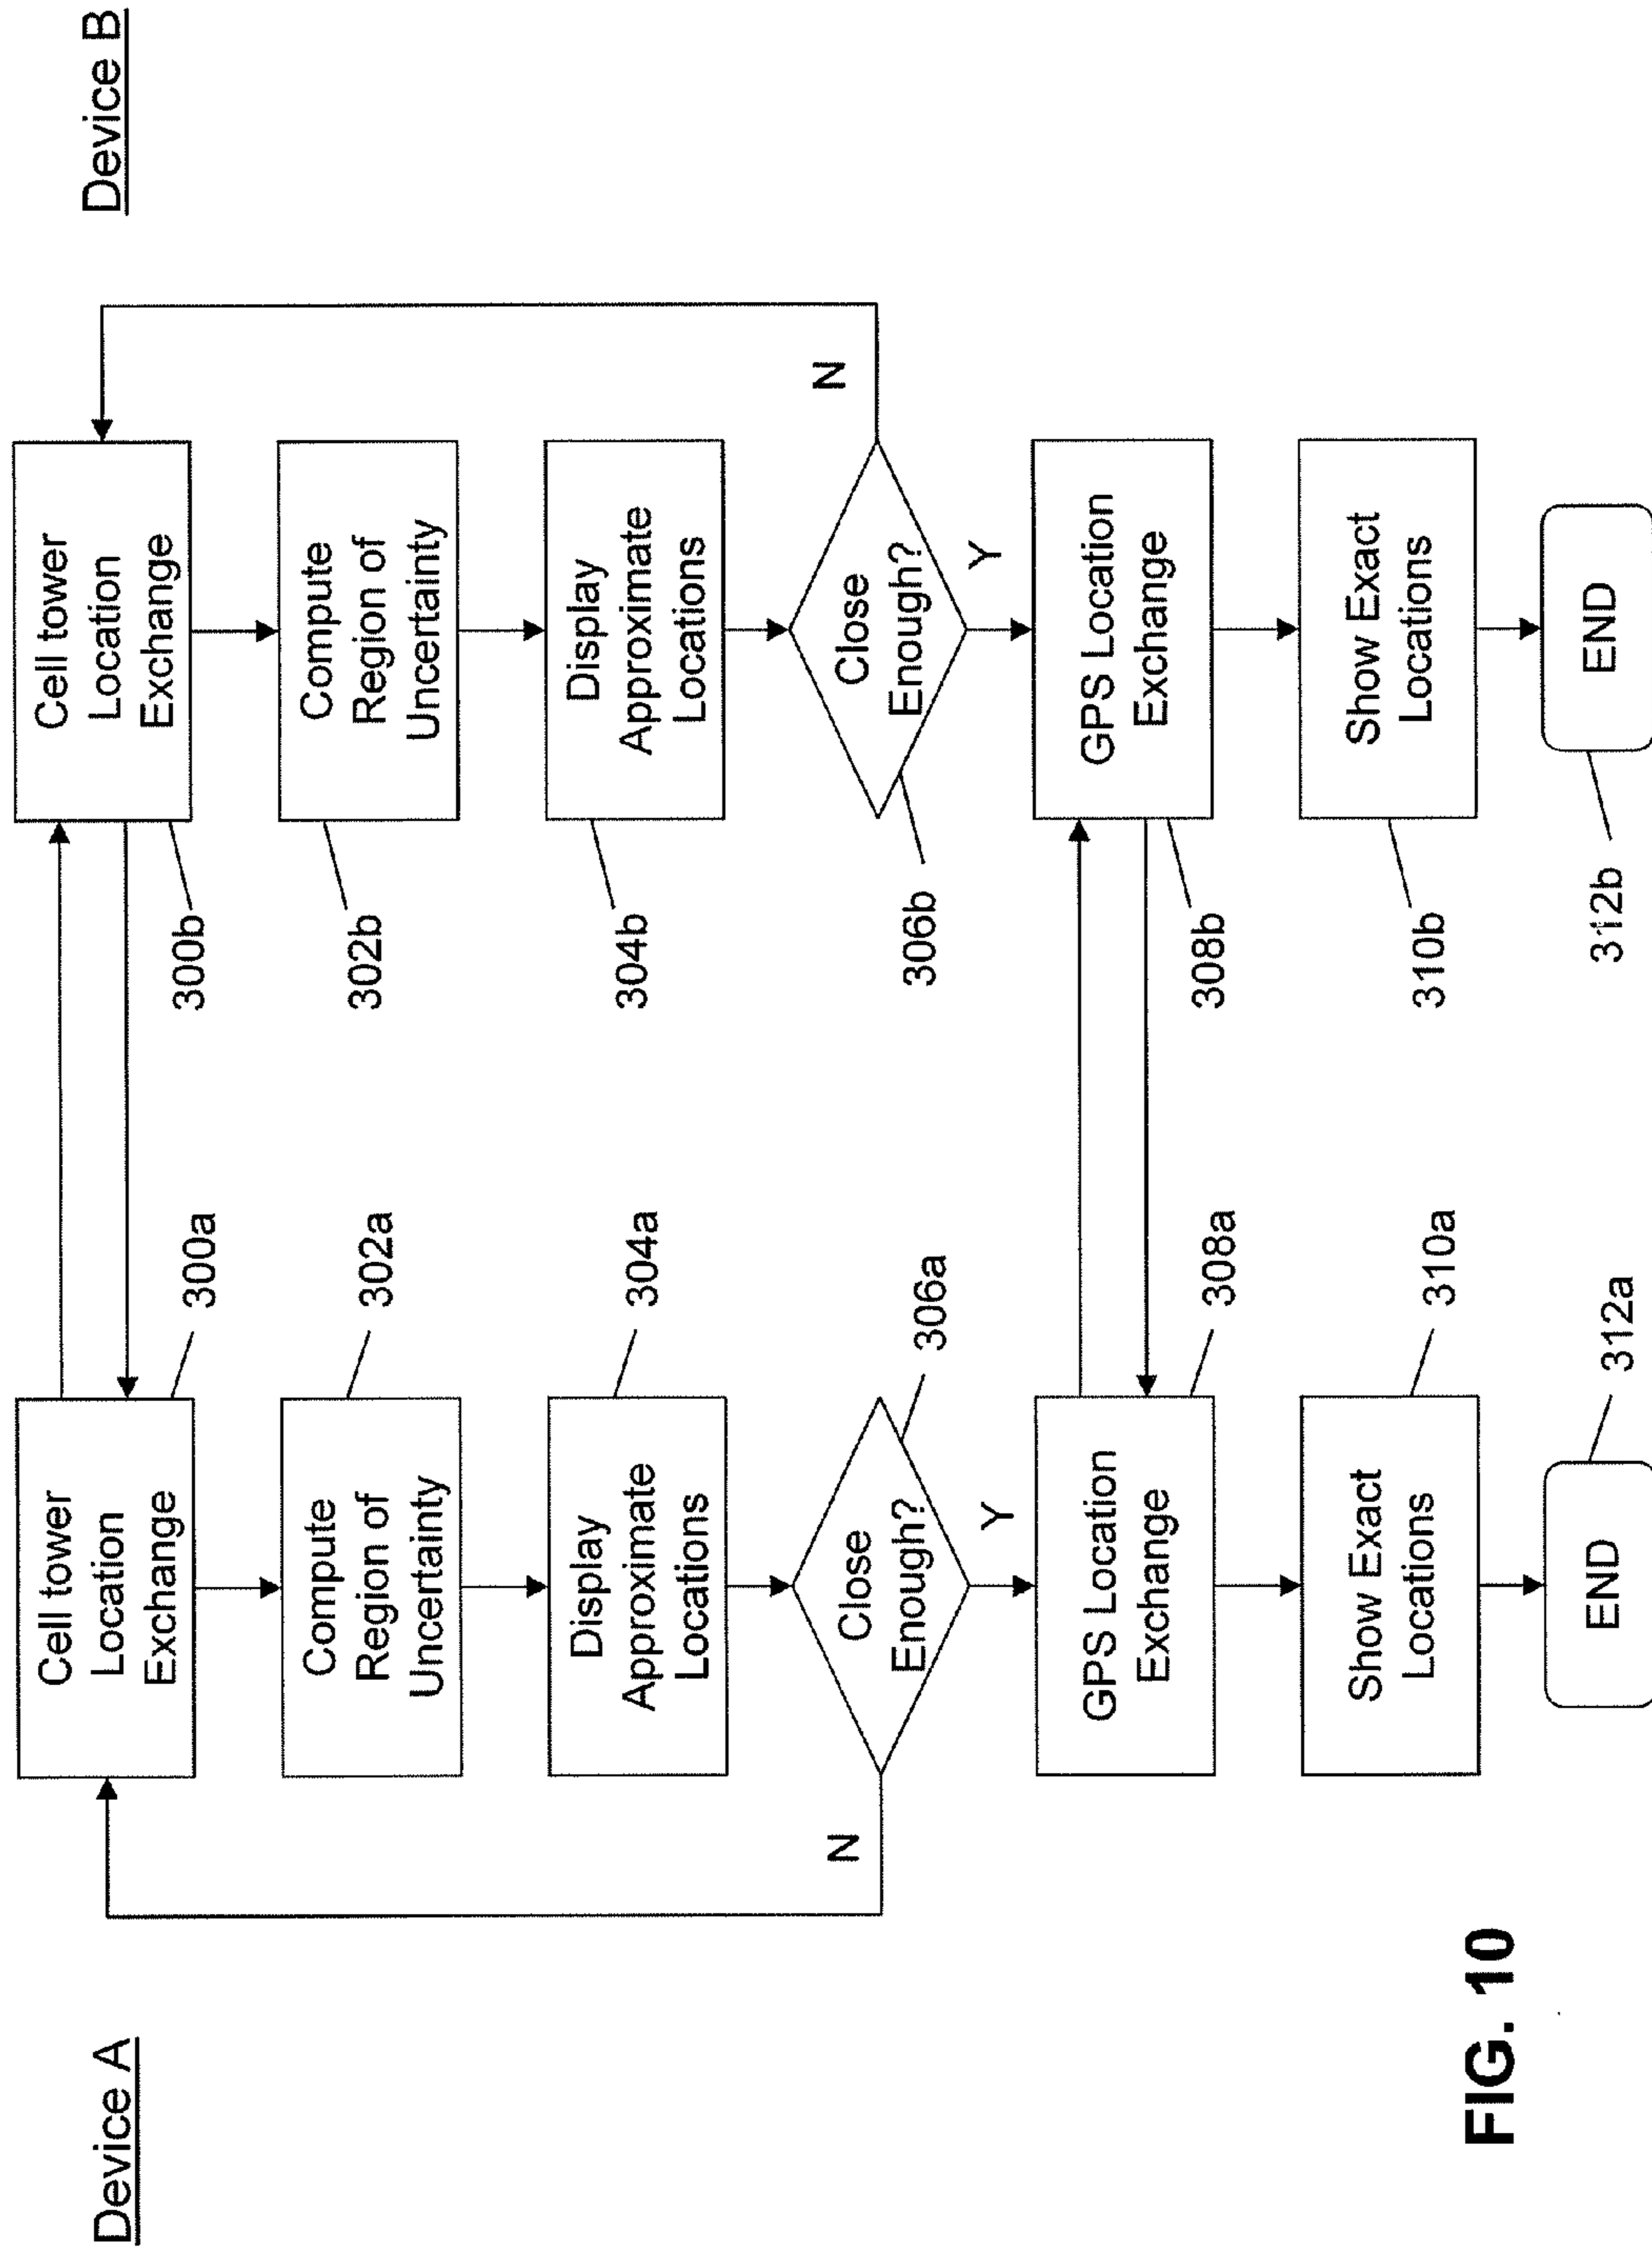 Device A
Device B
Cell tower
Location
Exchange
300a
Cell tower
Location
Exchange
300b
Compute
Region of
Uncertainty
302a
Compute
Region of
Uncertainty
302b
Display
Approximate
Locations
304a
Display
Approximate
Locations
304b
N
Close
Enough?
306a
Y
Close
Enough?
306b
N
Y
GPS Location
Exchange
308a
GPS Location
Exchange
308b
Show Exact
Locations
310a
Show Exact
Locations
310b
END
312a
END
312b
FIG. 10